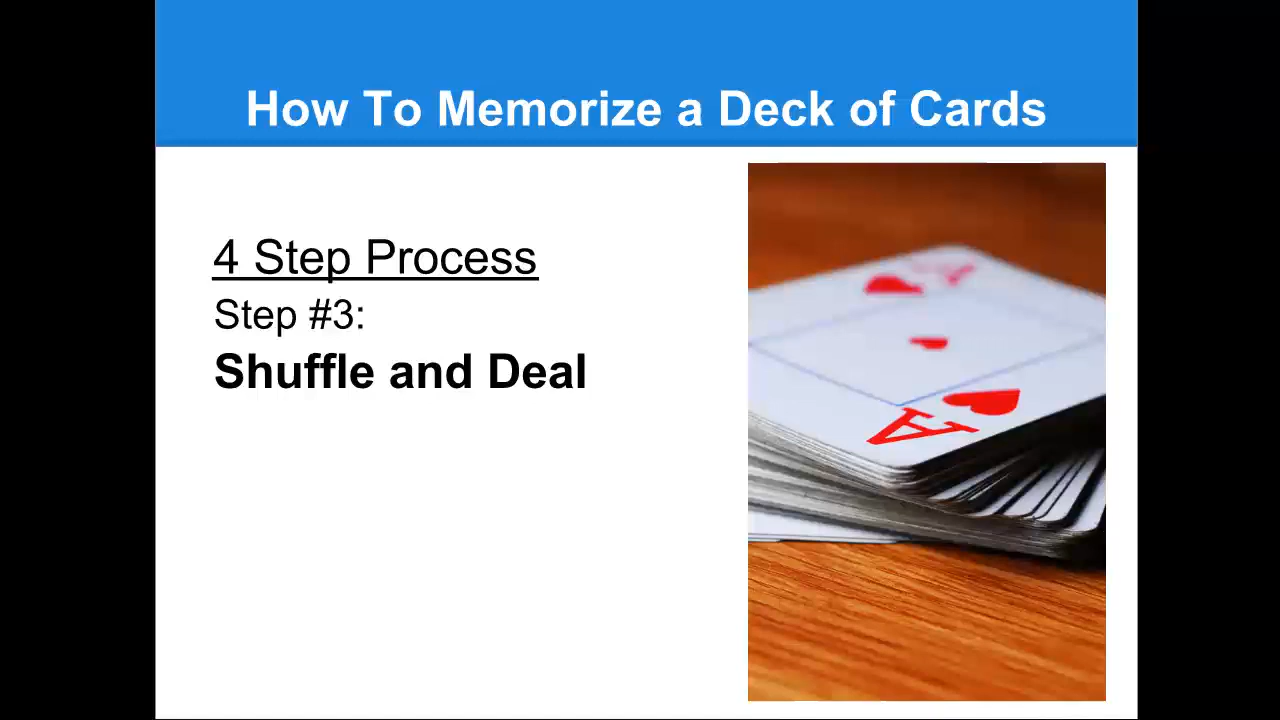 How To Memorize a Deck of Cards
4 Step Process
Step #3:
Shuffle and Deal
A
A